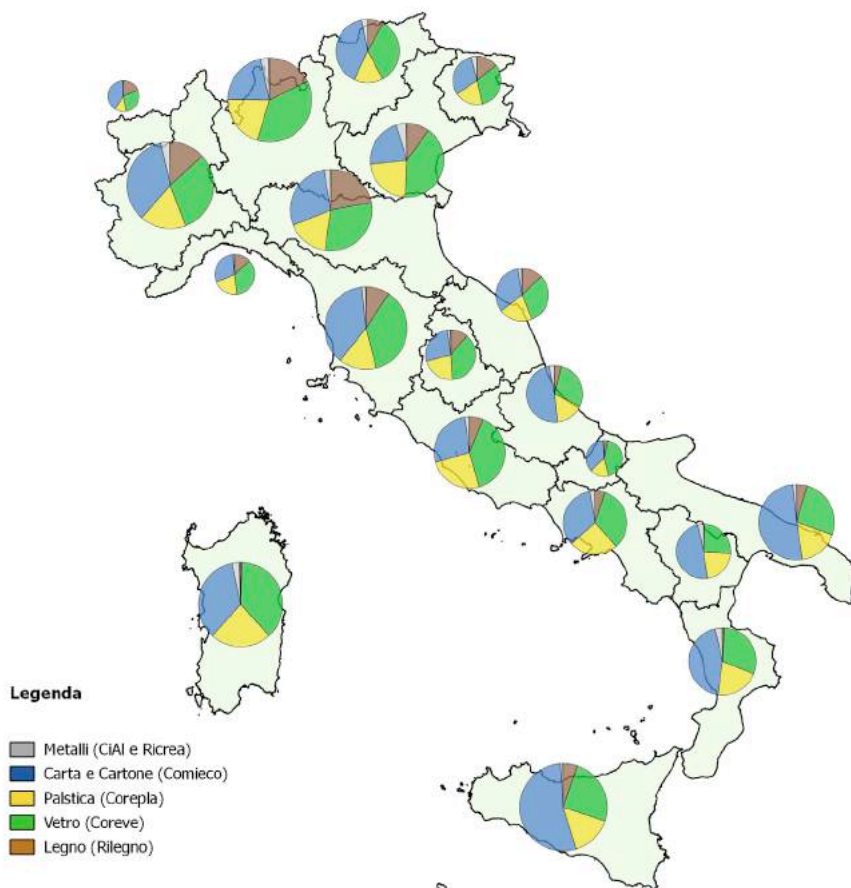 Legenda
Metalli (CiAl e Ricrea)
Carta e Cartone (Comieco)
Palstica (Corepla)
Vetro (Coreve)
Legno (Rilegno)